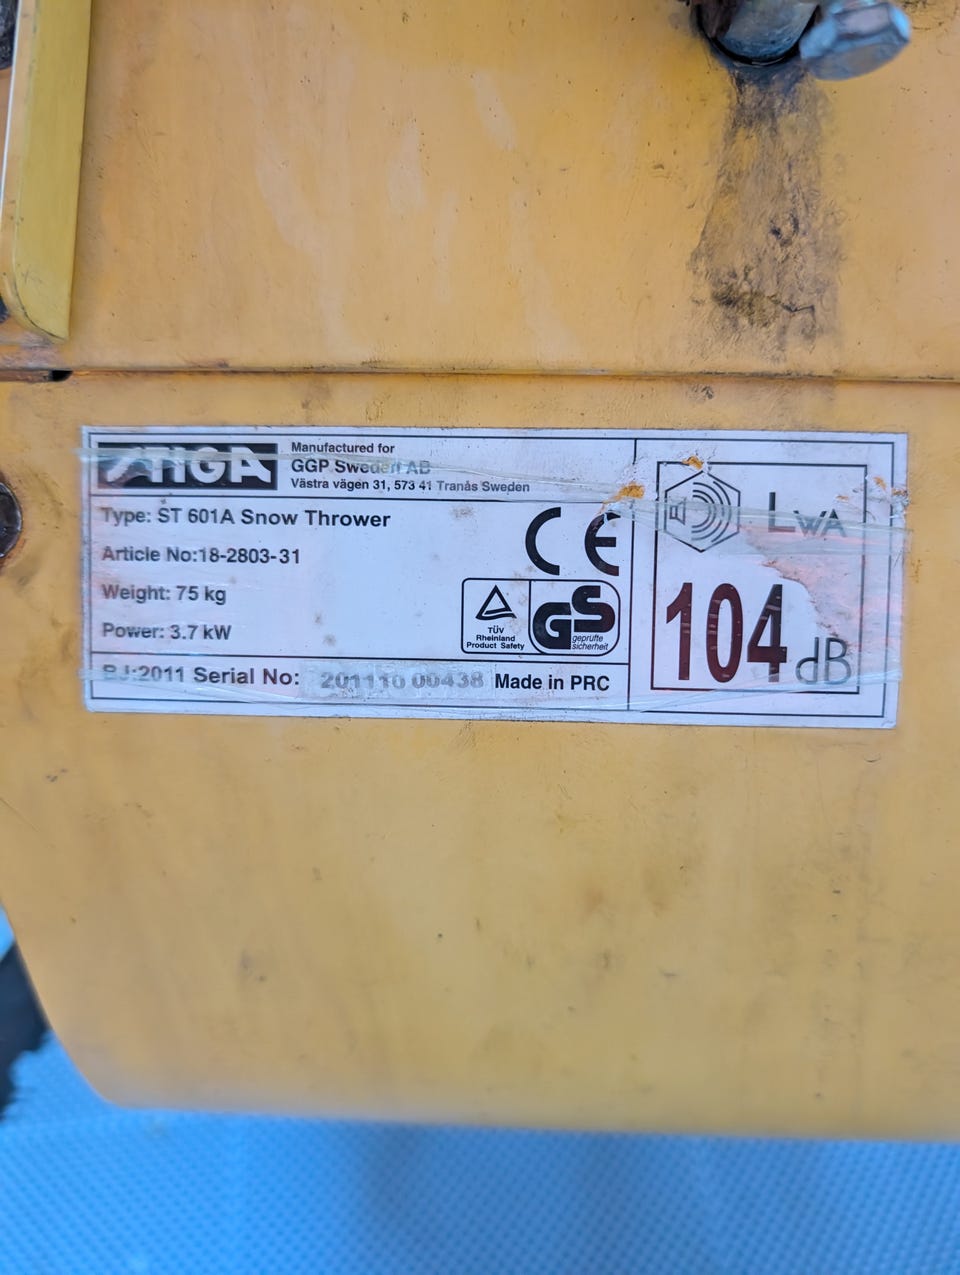 STIGA
Manufactured for
GGP Sweden AB
Västra vägen 31, 573 41 Tranås Sweden
Type: ST 601A Snow Thrower
Article No:18-2803-31
Weight: 75 kg
Power: 3.7 kW
BJ:2011 Serial No: 201110 00438 Made in PRC
CE
TÜV
Rheinland
Product Safety
GS
geprüfte
sicherheit
LWA
104 dB